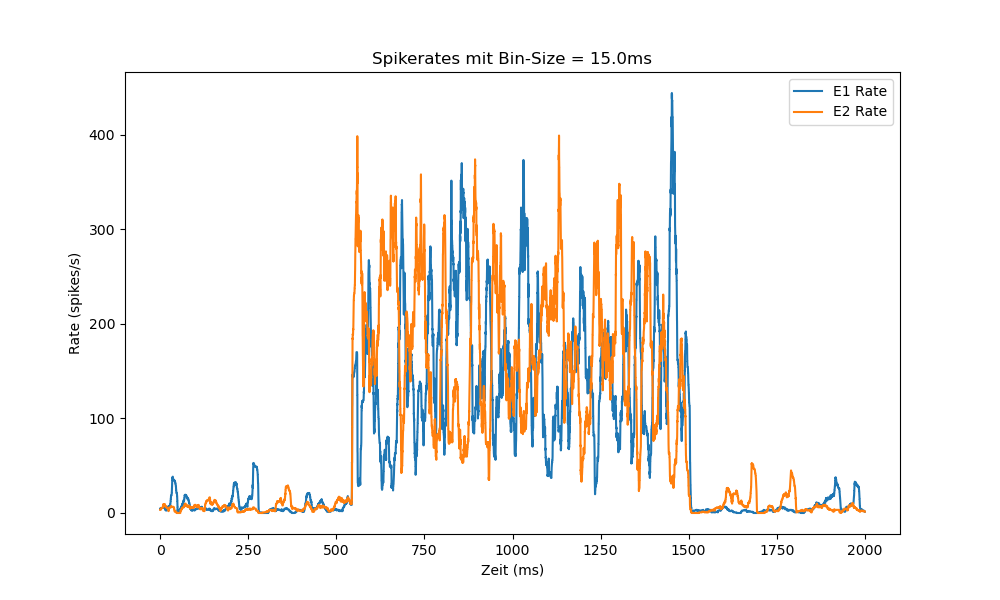 Spikerates mit Bin-Size = 15.0ms
E1 Rate
E2 Rate
Rate (spikes/s)
400
300
200
100
0
0 250 500 750 1000 1250 1500 1750 2000
Zeit (ms)